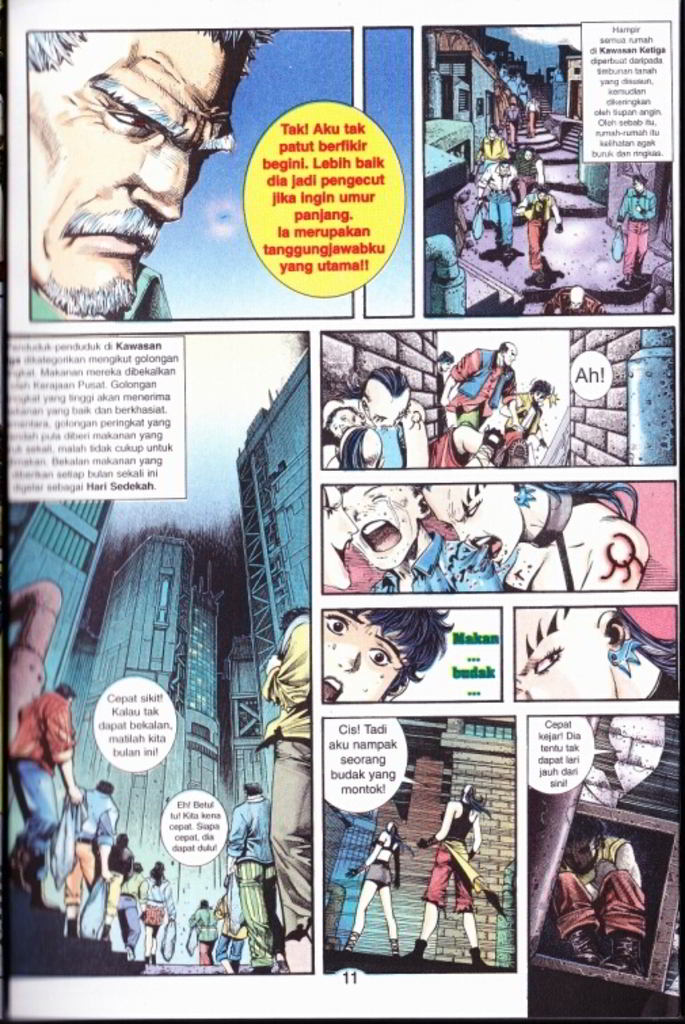 Tak! Aku tak
patut berfikir
begini. Lebih baik
dia jadi pengecut
jika ingin umur
panjang.
Ia merupakan
tanggungjawabku
yang utama!!
Hampir
semua rumah
di Kawasan Ketiga
diperbuat daripada
timbunan tanah
yang disusun,
kemudian
dikeringkan
oleh tiupan angin.
Oleh sebab itu,
rumah-rumah itu
kelihatan agak
buruk dan ringkas.
penduduk di Kawasan
dikategorikan mengikut golongan
Makanan mereka dibekalkan
Kerajaan Pusat. Golongan
yang tinggi akan menerima
yang baik dan berkhasiat.
golongan peringkat yang
pula diberi makanan yang
sekali, malah tidak cukup untuk
Bekalan makanan yang
setiap bulan sekali ini
sebagai Hari Sedekah.
Ah!
Makan
...
budak
...
Cepat sikit!
Kalau tak
dapat bekalan,
matilah kita
bulan ini!
Eh! Betul
tu! Kita kena
cepat. Siapa
cepat, dia
dapat dulu!
Cis! Tadi
aku nampak
seorang
budak yang
montok!
Cepat
kejar! Dia
tentu tak
dapat lari
jauh dari
sini!
11